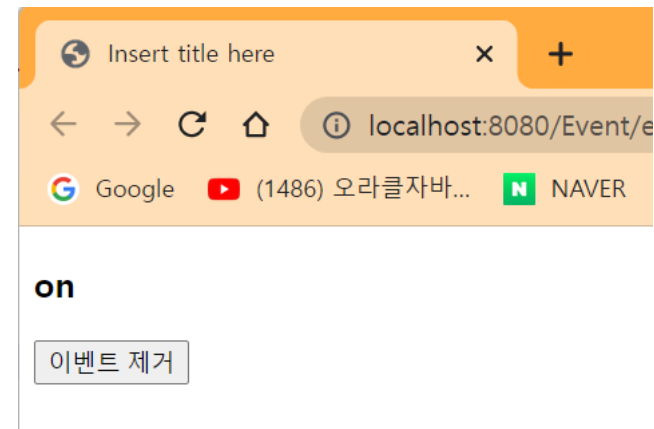 Insert title here
localhost:8080/Event/e
Google (1486) 오라클자바... N NAVER
on
이벤트 제거